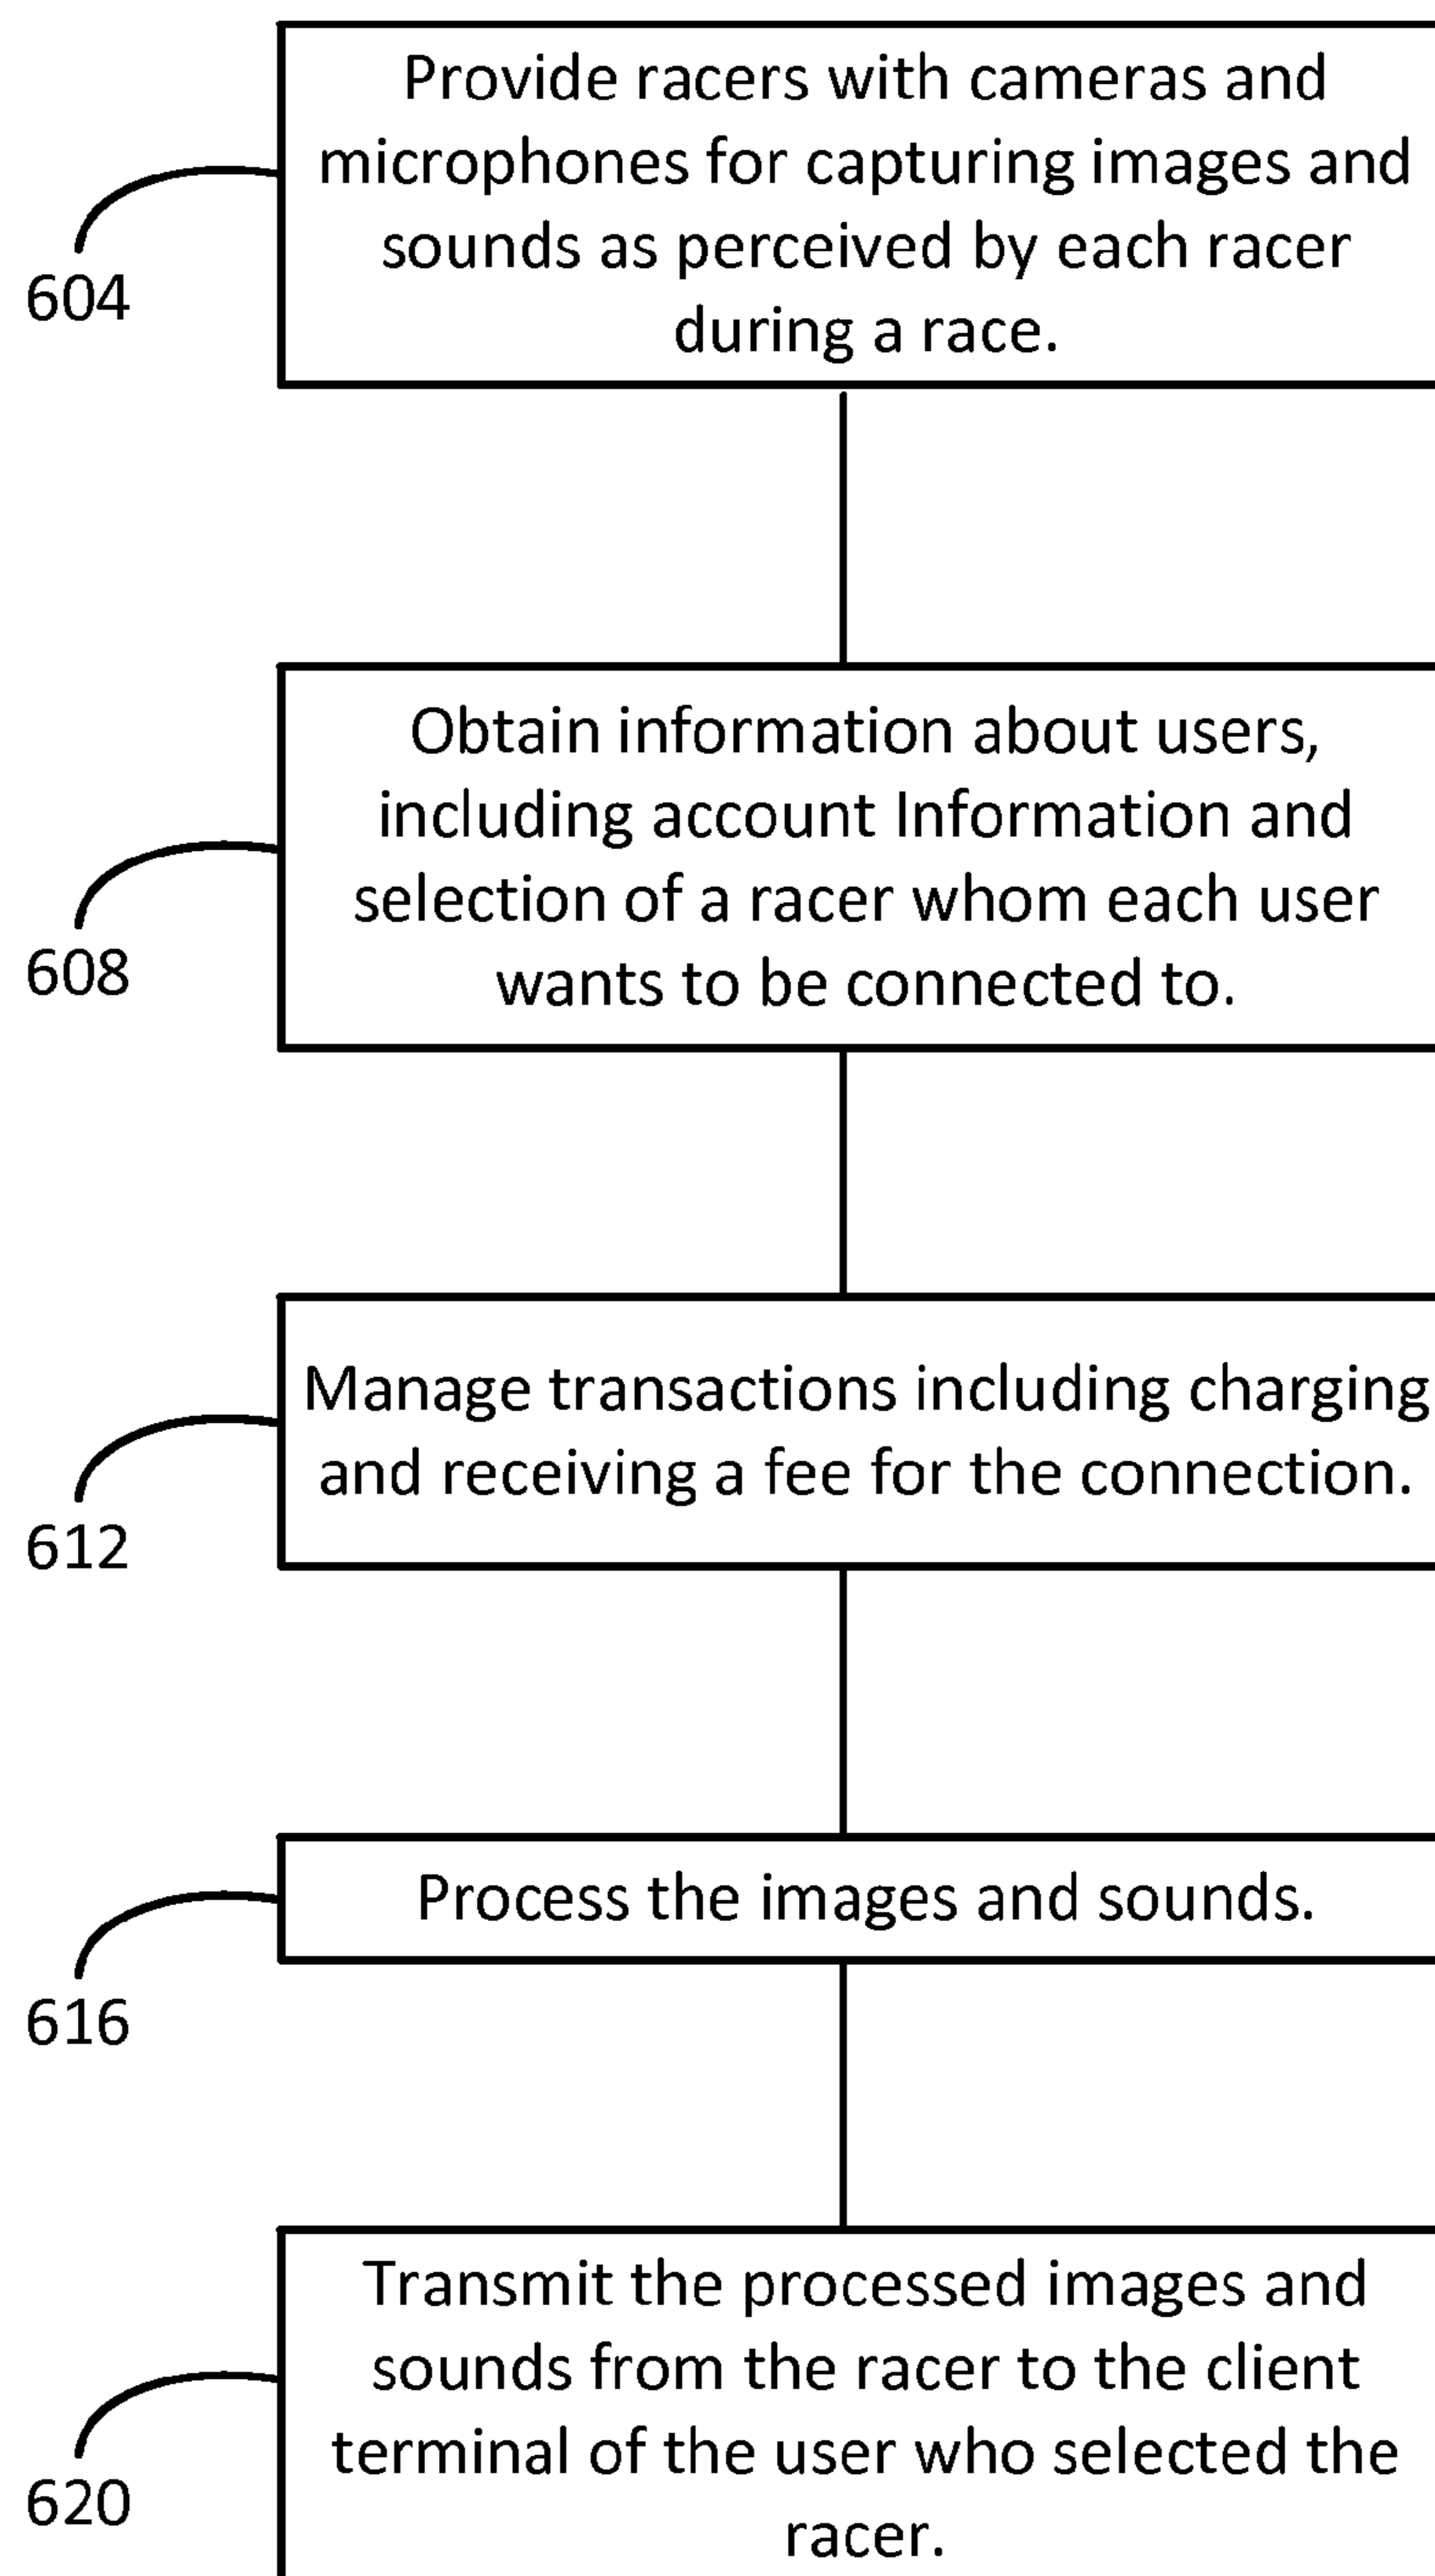 Provide racers with cameras and
microphones for capturing images and
sounds as perceived by each racer
during a race.
604
Obtain information about users,
including account Information and
selection of a racer whom each user
wants to be connected to.
608
Manage transactions including charging
and receiving a fee for the connection.
612
Process the images and sounds.
616
Transmit the processed images and
sounds from the racer to the client
terminal of the user who selected the
racer.
620